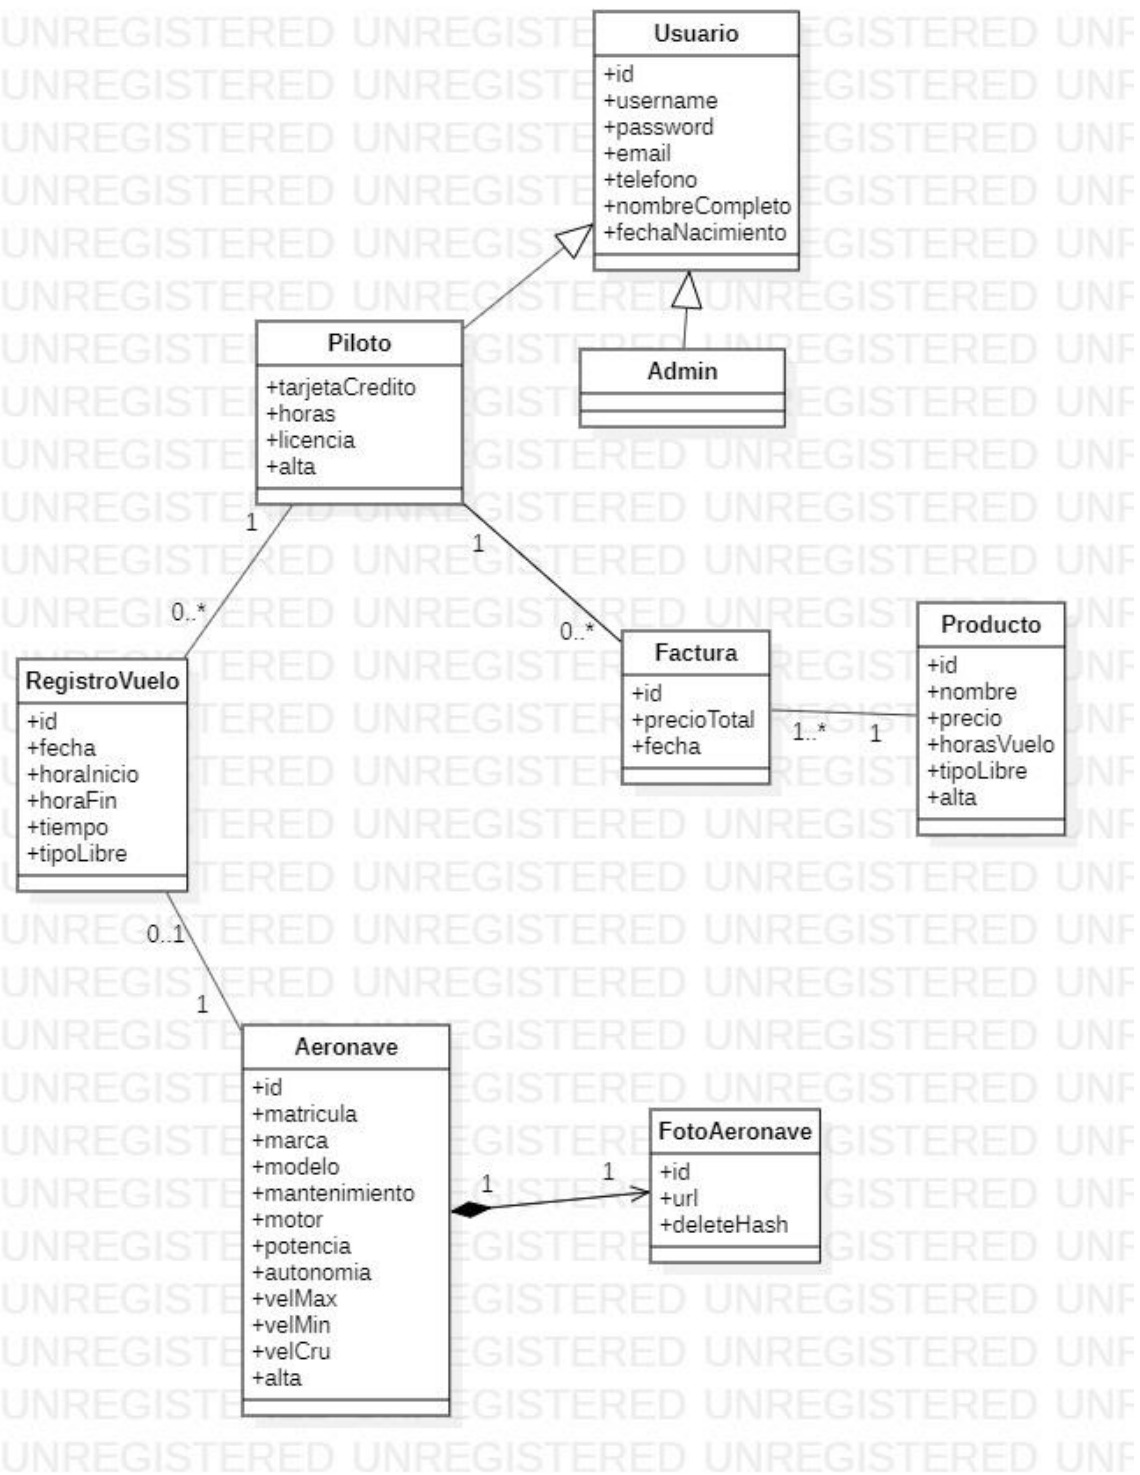 Usuario
+id
+username
+password
+email
+telefono
+nombreCompleto
+fechaNacimiento
Piloto
+tarjetaCredito
+horas
+licencia
+alta
Admin
1
0..*
1
0..*
RegistroVuelo
+id
+fecha
+horaInicio
+horaFin
+tiempo
+tipoLibre
Factura
+id
+precioTotal
+fecha
1..*
1
Producto
+id
+nombre
+precio
+horasVuelo
+tipoLibre
+alta
0..1
1
Aeronave
+id
+matricula
+marca
+modelo
+mantenimiento
+motor
+potencia
+autonomia
+velMax
+velMin
+velCru
+alta
1
1
FotoAeronave
+id
+url
+deleteHash
UNREGISTERED